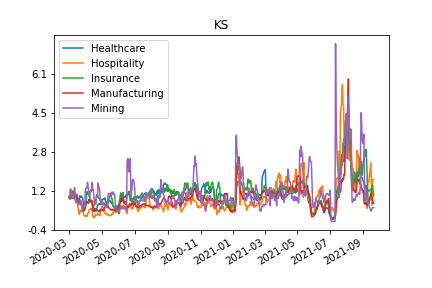 KS
Healthcare
Hospitality
Insurance
Manufacturing
Mining
6.1
4.5
2.8
1.2
-0.4
2020-03
2020-05
2020-07
2020-09
2020-11
2021-01
2021-03
2021-05
2021-07
2021-09